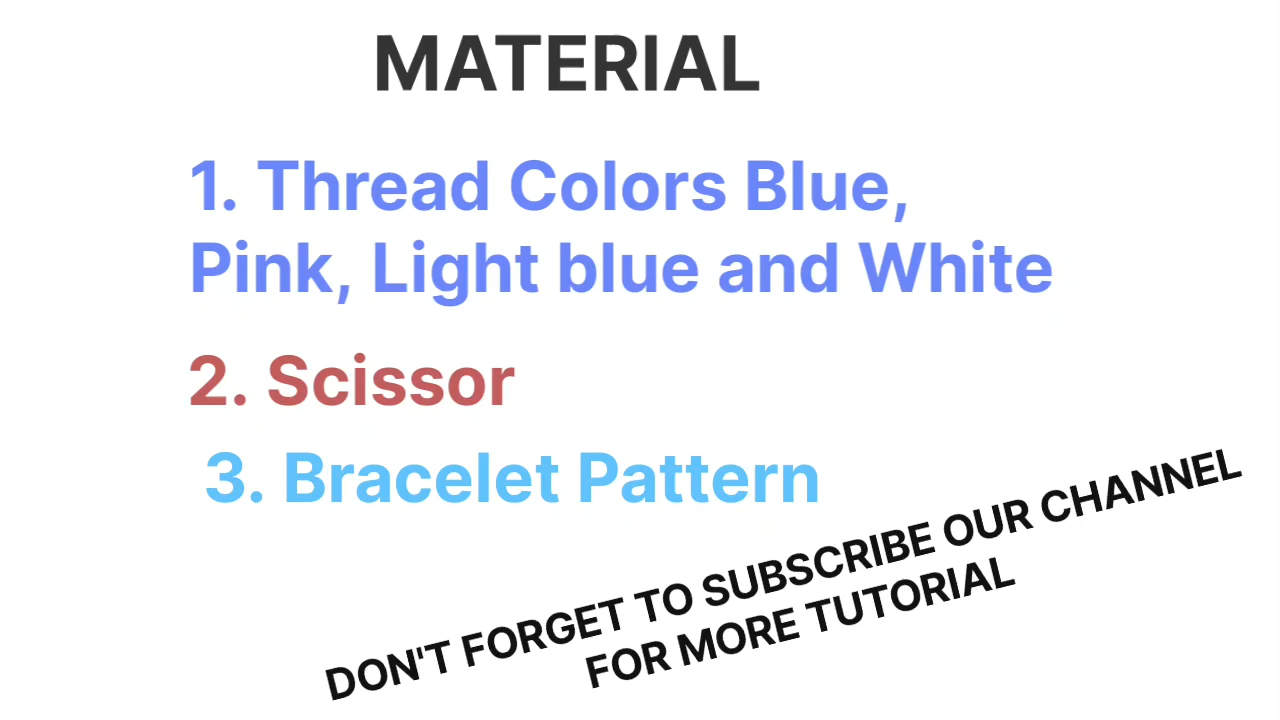 MATERIAL
1. Thread Colors Blue,
Pink, Light blue and White
2. Scissor
3. Bracelet Pattern
DON'T FORGET TO SUBSCRIBE OUR CHANNEL
FOR MORE TUTORIAL